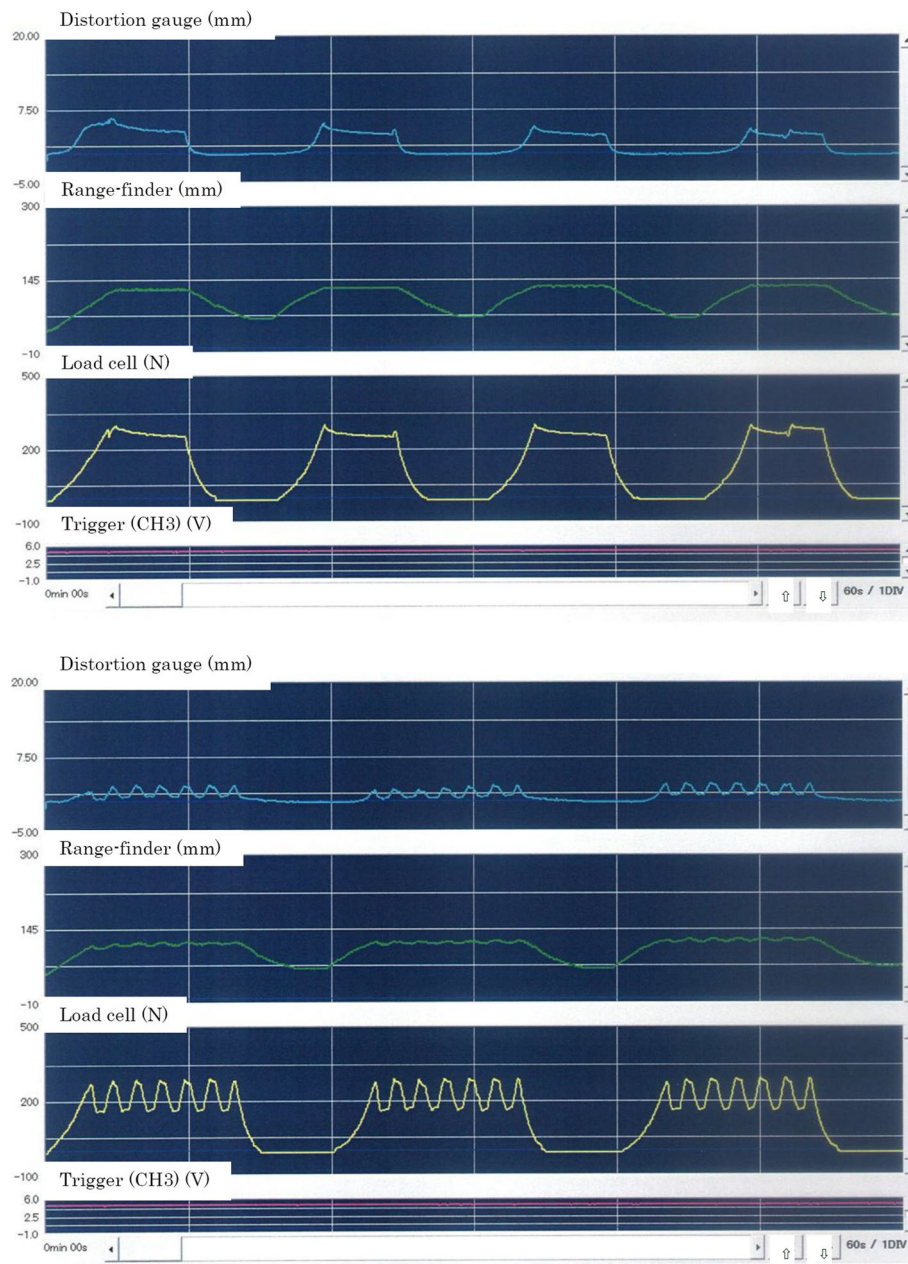 Distortion gauge (mm)
20.00
7.50
-5.00
Range-finder (mm)
300
145
-10
Load cell (N)
500
200
-100
Trigger (CH3) (V)
6.0
2.5
-1.0
0min 00s
⇧ ⇩ 60s / 1DIV
Distortion gauge (mm)
20.00
7.50
-5.00
Range-finder (mm)
300
145
-10
Load cell (N)
500
200
-100
Trigger (CH3) (V)
6.0
2.5
-1.0
0min 00s
⇧ ⇩ 60s / 1DIV